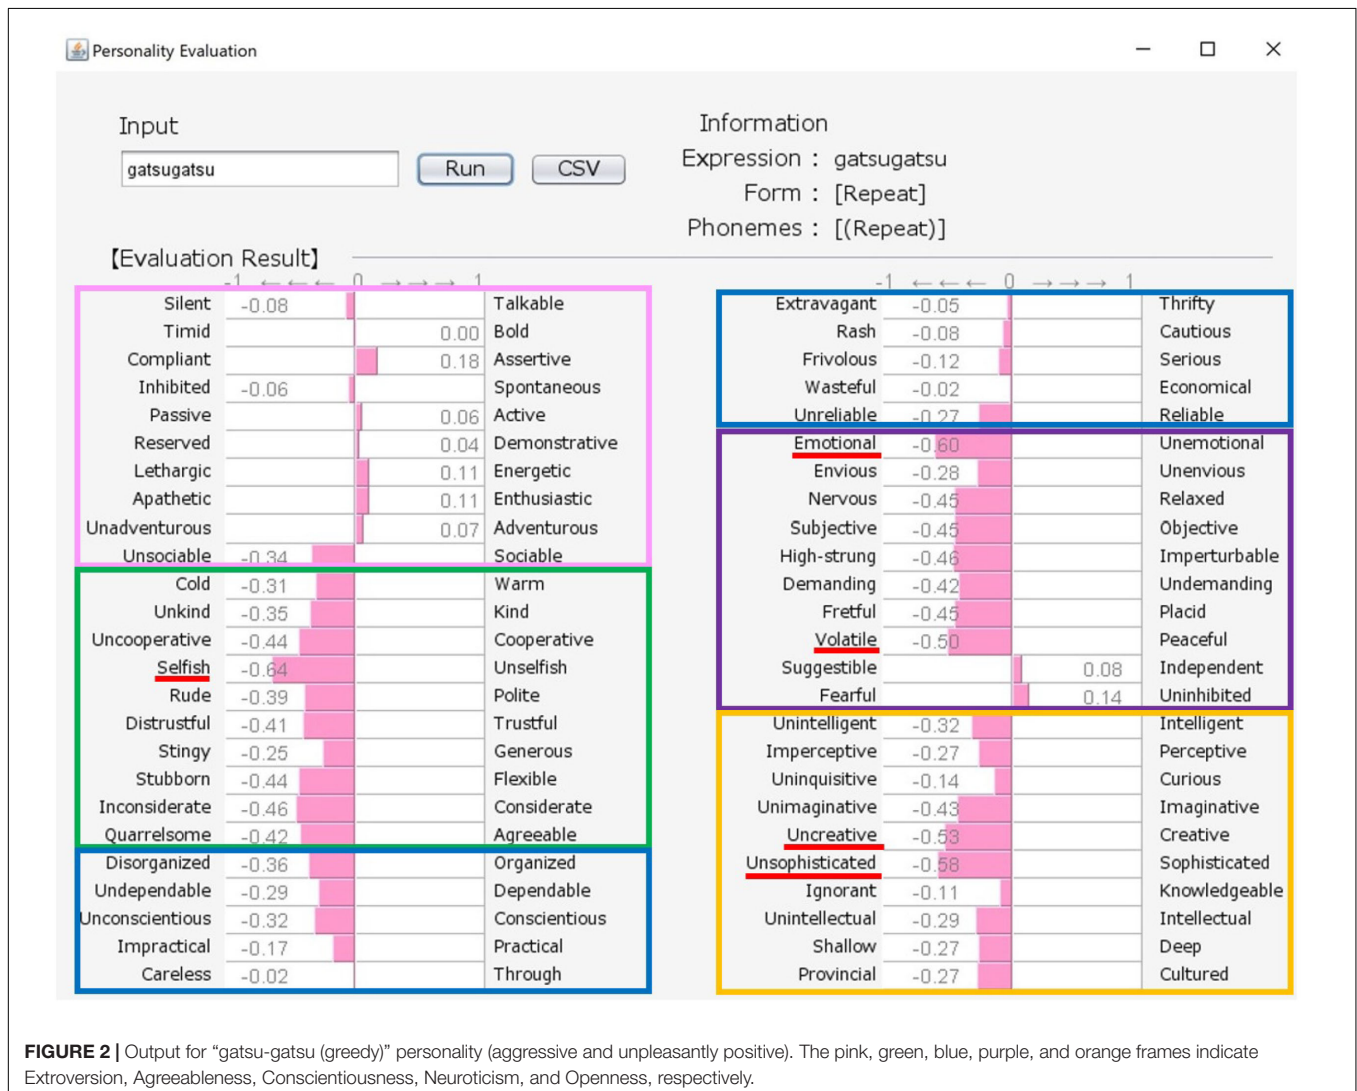 Personality Evaluation
Input
gatsugatsu
Run
CSV
Information
Expression : gatsugatsu
Form : [Repeat]
Phonemes : [(Repeat)]
【Evaluation Result】
-1 ← ← ← 0 → → → 1
Silent -0.08 Talkable
Timid 0.00 Bold
Compliant 0.18 Assertive
Inhibited -0.06 Spontaneous
Passive 0.06 Active
Reserved 0.04 Demonstrative
Lethargic 0.11 Energetic
Apathetic 0.11 Enthusiastic
Unadventurous 0.07 Adventurous
Unsociable -0.34 Sociable
Cold -0.31 Warm
Unkind -0.35 Kind
Uncooperative -0.44 Cooperative
Selfish -0.64 Unselfish
Rude -0.39 Polite
Distrustful -0.41 Trustful
Stingy -0.25 Generous
Stubborn -0.44 Flexible
Inconsiderate -0.46 Considerate
Quarrelsome -0.42 Agreeable
Disorganized -0.36 Organized
Undependable -0.29 Dependable
Unconscientious -0.32 Conscientious
Impractical -0.17 Practical
Careless -0.02 Through
-1 ← ← ← 0 → → → 1
Extravagant -0.05 Thrifty
Rash -0.08 Cautious
Frivolous -0.12 Serious
Wasteful -0.02 Economical
Unreliable -0.27 Reliable
Emotional -0.60 Unemotional
Envious -0.28 Unenvious
Nervous -0.45 Relaxed
Subjective -0.45 Objective
High-strung -0.46 Imperturbable
Demanding -0.42 Undemanding
Fretful -0.45 Placid
Volatile -0.50 Peaceful
Suggestible 0.08 Independent
Fearful 0.14 Uninhibited
Unintelligent -0.32 Intelligent
Imperceptive -0.27 Perceptive
Uninquisitive -0.14 Curious
Unimaginative -0.43 Imaginative
Uncreative -0.53 Creative
Unsophisticated -0.58 Sophisticated
Ignorant -0.11 Knowledgeable
Unintellectual -0.29 Intellectual
Shallow -0.27 Deep
Provincial -0.27 Cultured
FIGURE 2 | Output for “gatsu-gatsu (greedy)” personality (aggressive and unpleasantly positive). The pink, green, blue, purple, and orange frames indicate
Extroversion, Agreeableness, Conscientiousness, Neuroticism, and Openness, respectively.